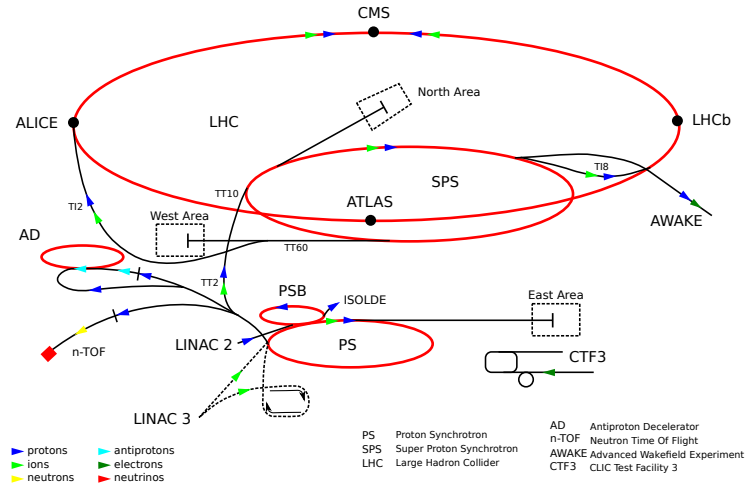 CMS
North Area
ALICE
LHC
LHCb
TT10
TI8
SPS
ATLAS
TI2
West Area
AWAKE
AD
TT60
TT2
PSB
ISOLDE
East Area
LINAC 2
PS
n-TOF
CTF3
LINAC 3
protons
ions
neutrons
antiprotons
electrons
neutrinos
PS Proton Synchrotron
SPS Super Proton Synchrotron
LHC Large Hadron Collider
AD Antiproton Decelerator
n-TOF Neutron Time Of Flight
AWAKE Advanced Wakefield Experiment
CTF3 CLIC Test Facility 3